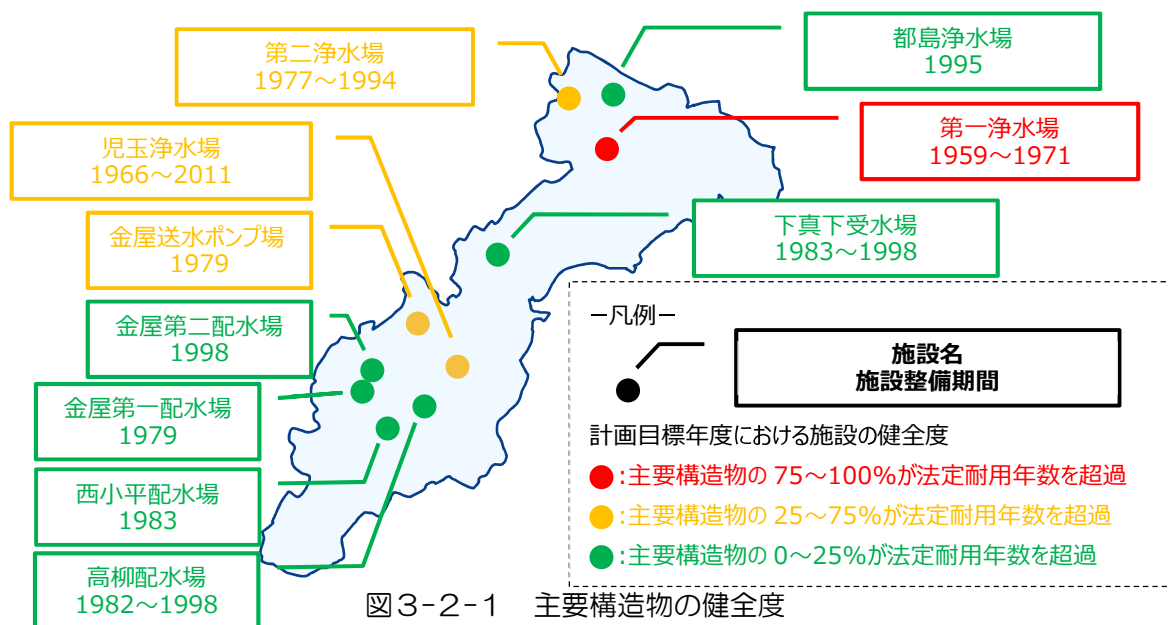 第二浄水場
1977～1994
都島浄水場
1995
児玉浄水場
1966～2011
第一浄水場
1959～1971
金屋送水ポンプ場
1979
下真下受水場
1983～1998
金屋第二配水場
1998
金屋第一配水場
1979
西小平配水場
1983
高柳配水場
1982～1998
－凡例－
施設名
施設整備期間
計画目標年度における施設の健全度
:主要構造物の 75～100%が法定耐用年数を超過
:主要構造物の 25～75%が法定耐用年数を超過
:主要構造物の 0～25%が法定耐用年数を超過
図３-２-１　主要構造物の健全度